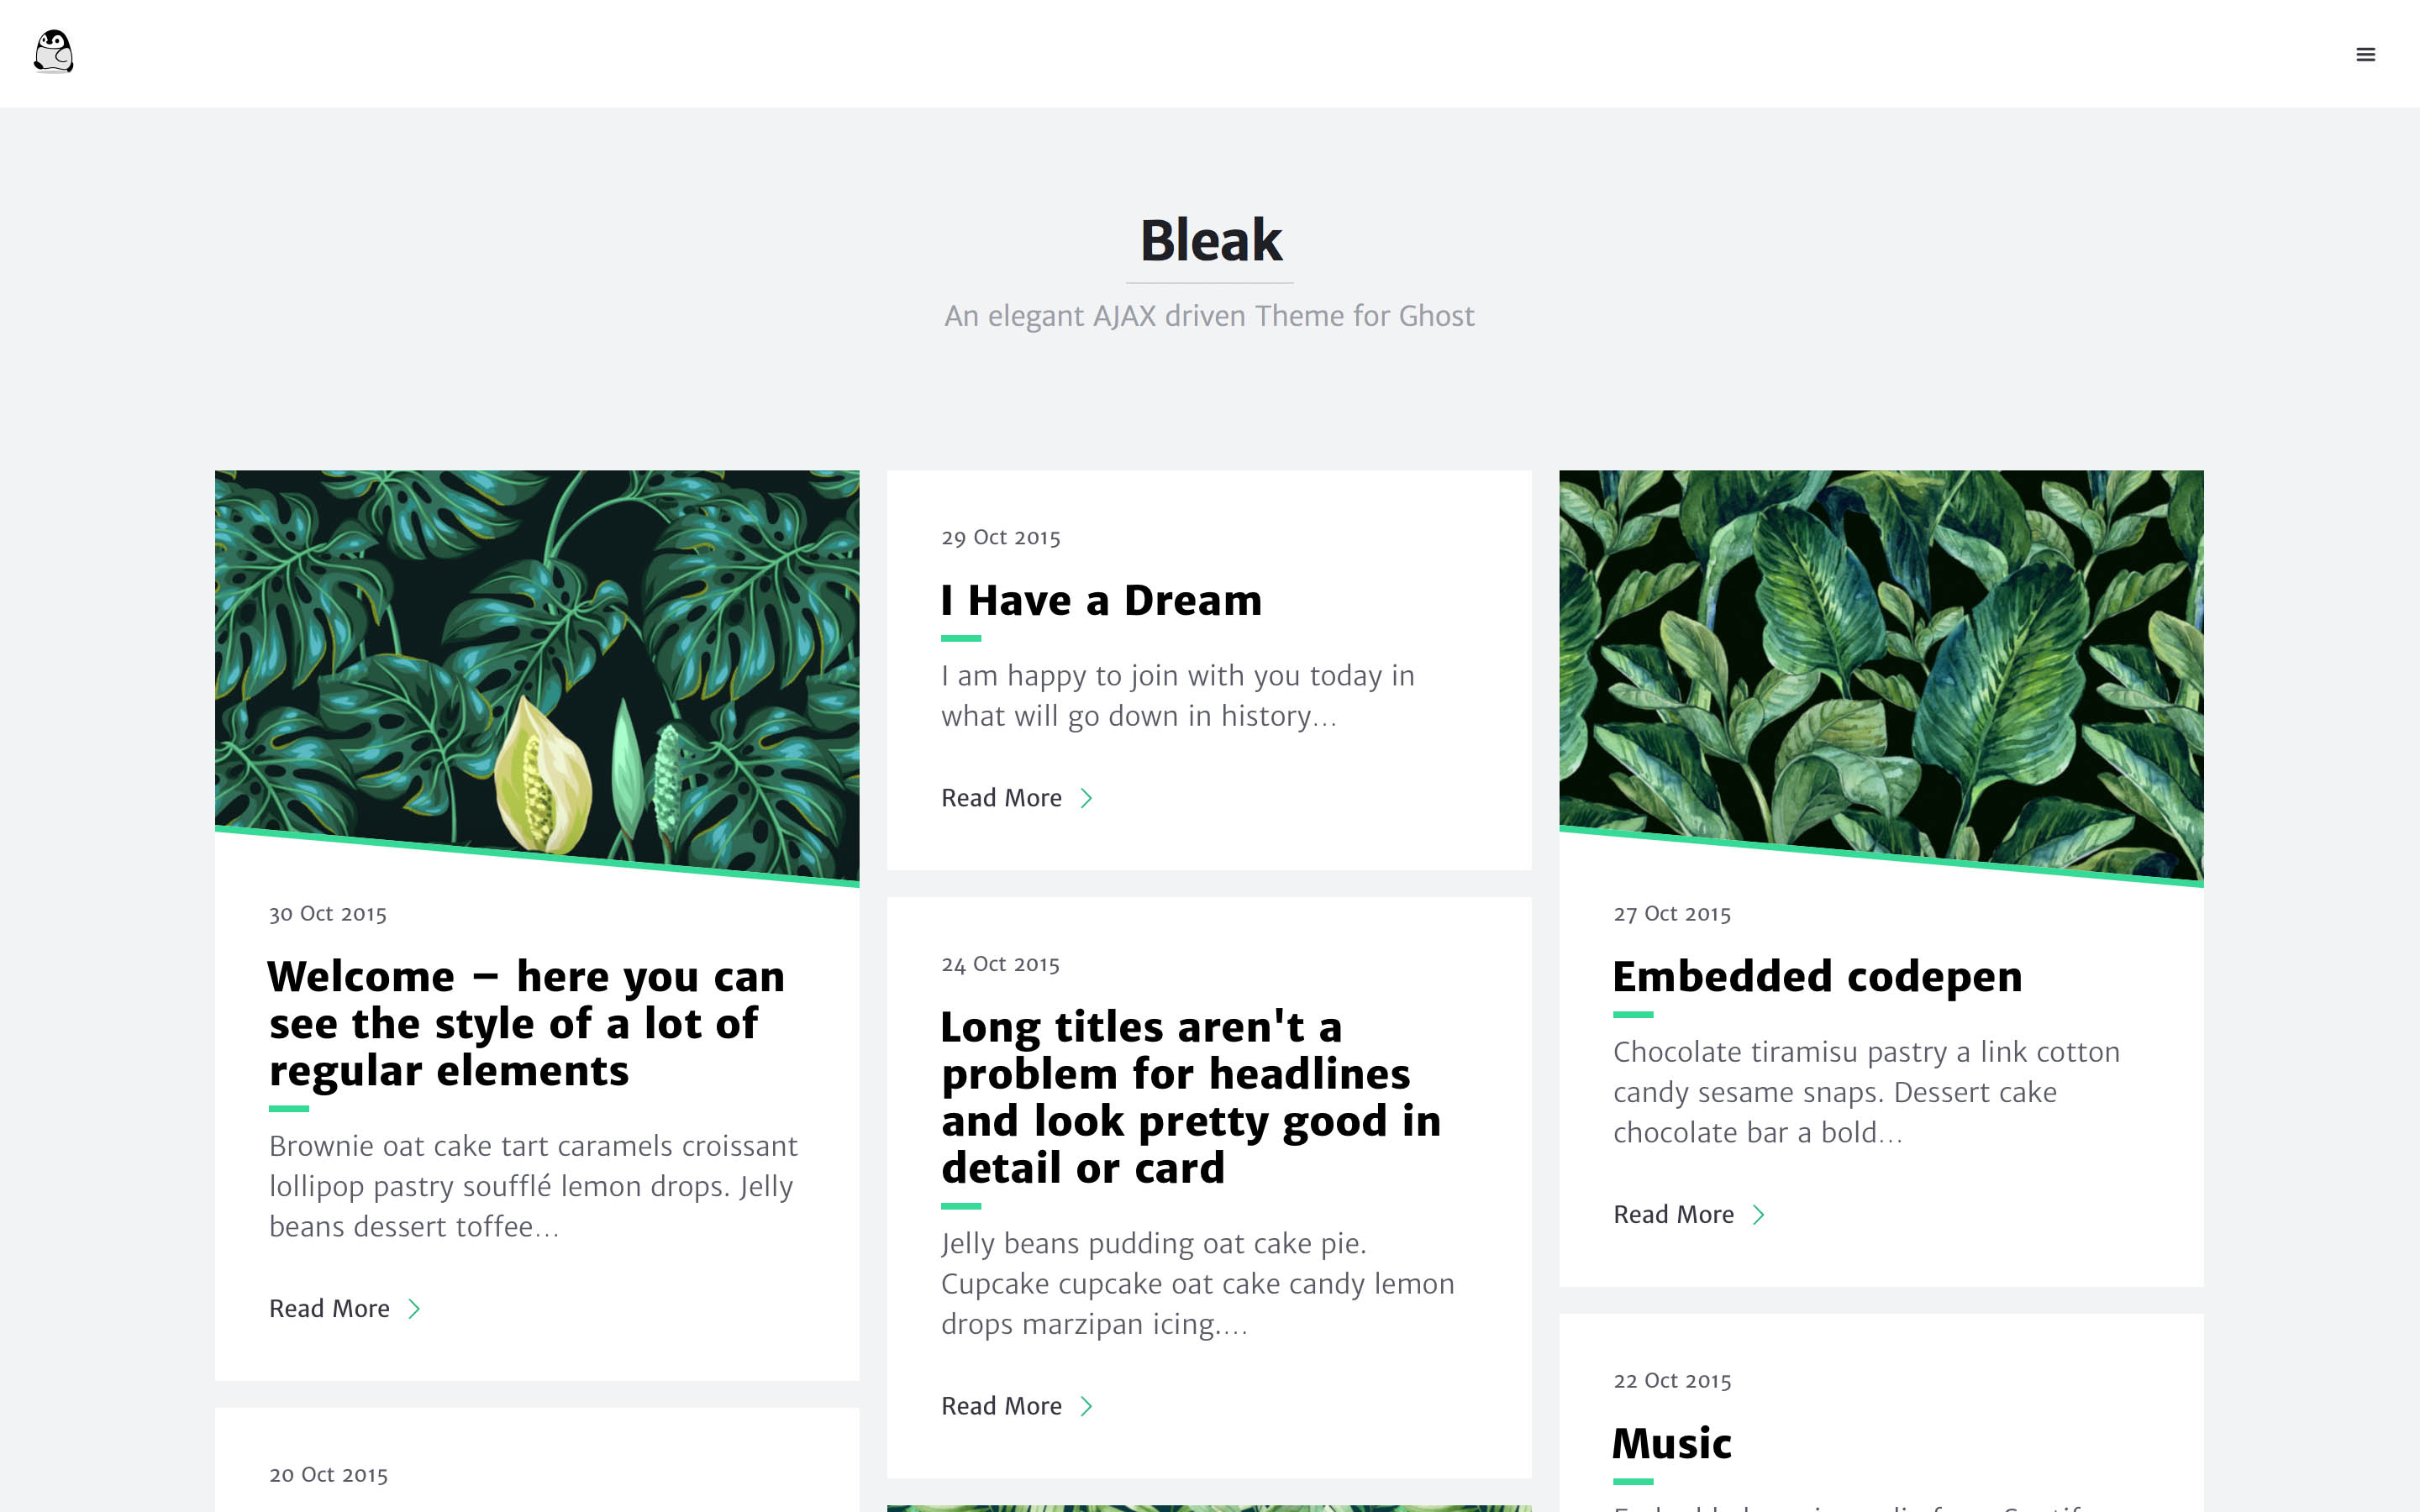 Bleak
An elegant AJAX driven Theme for Ghost
30 Oct 2015
Welcome – here you can
see the style of a lot of
regular elements
Brownie oat cake tart caramels croissant
lollipop pastry soufflé lemon drops. Jelly
beans dessert toffee...
Read More
20 Oct 2015
29 Oct 2015
I Have a Dream
I am happy to join with you today in
what will go down in history...
Read More
24 Oct 2015
Long titles aren't a
problem for headlines
and look pretty good in
detail or card
Jelly beans pudding oat cake pie.
Cupcake cupcake oat cake candy lemon
drops marzipan icing....
Read More
27 Oct 2015
Embedded codepen
Chocolate tiramisu pastry a link cotton
candy sesame snaps. Dessert cake
chocolate bar a bold...
Read More
22 Oct 2015
Music